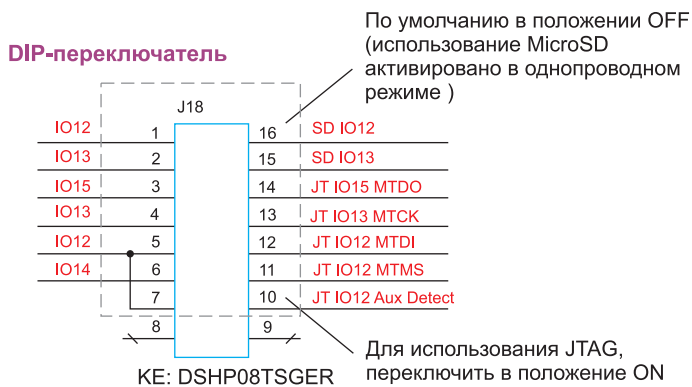 По умолчанию в положении OFF
(использование MicroSD
активировано в однопроводном
режиме )
DIP-переключатель
J18
IO12 1 16 SD IO12
IO13 2 15 SD IO13
IO15 3 14 JT IO15 MTDO
IO13 4 13 JT IO13 MTCK
IO12 5 12 JT IO12 MTDI
IO14 6 11 JT IO12 MTMS
7 10 JT IO12 Aux Detect
8 9
KE: DSHP08TSGER
Для использования JTAG,
переключить в положение ON